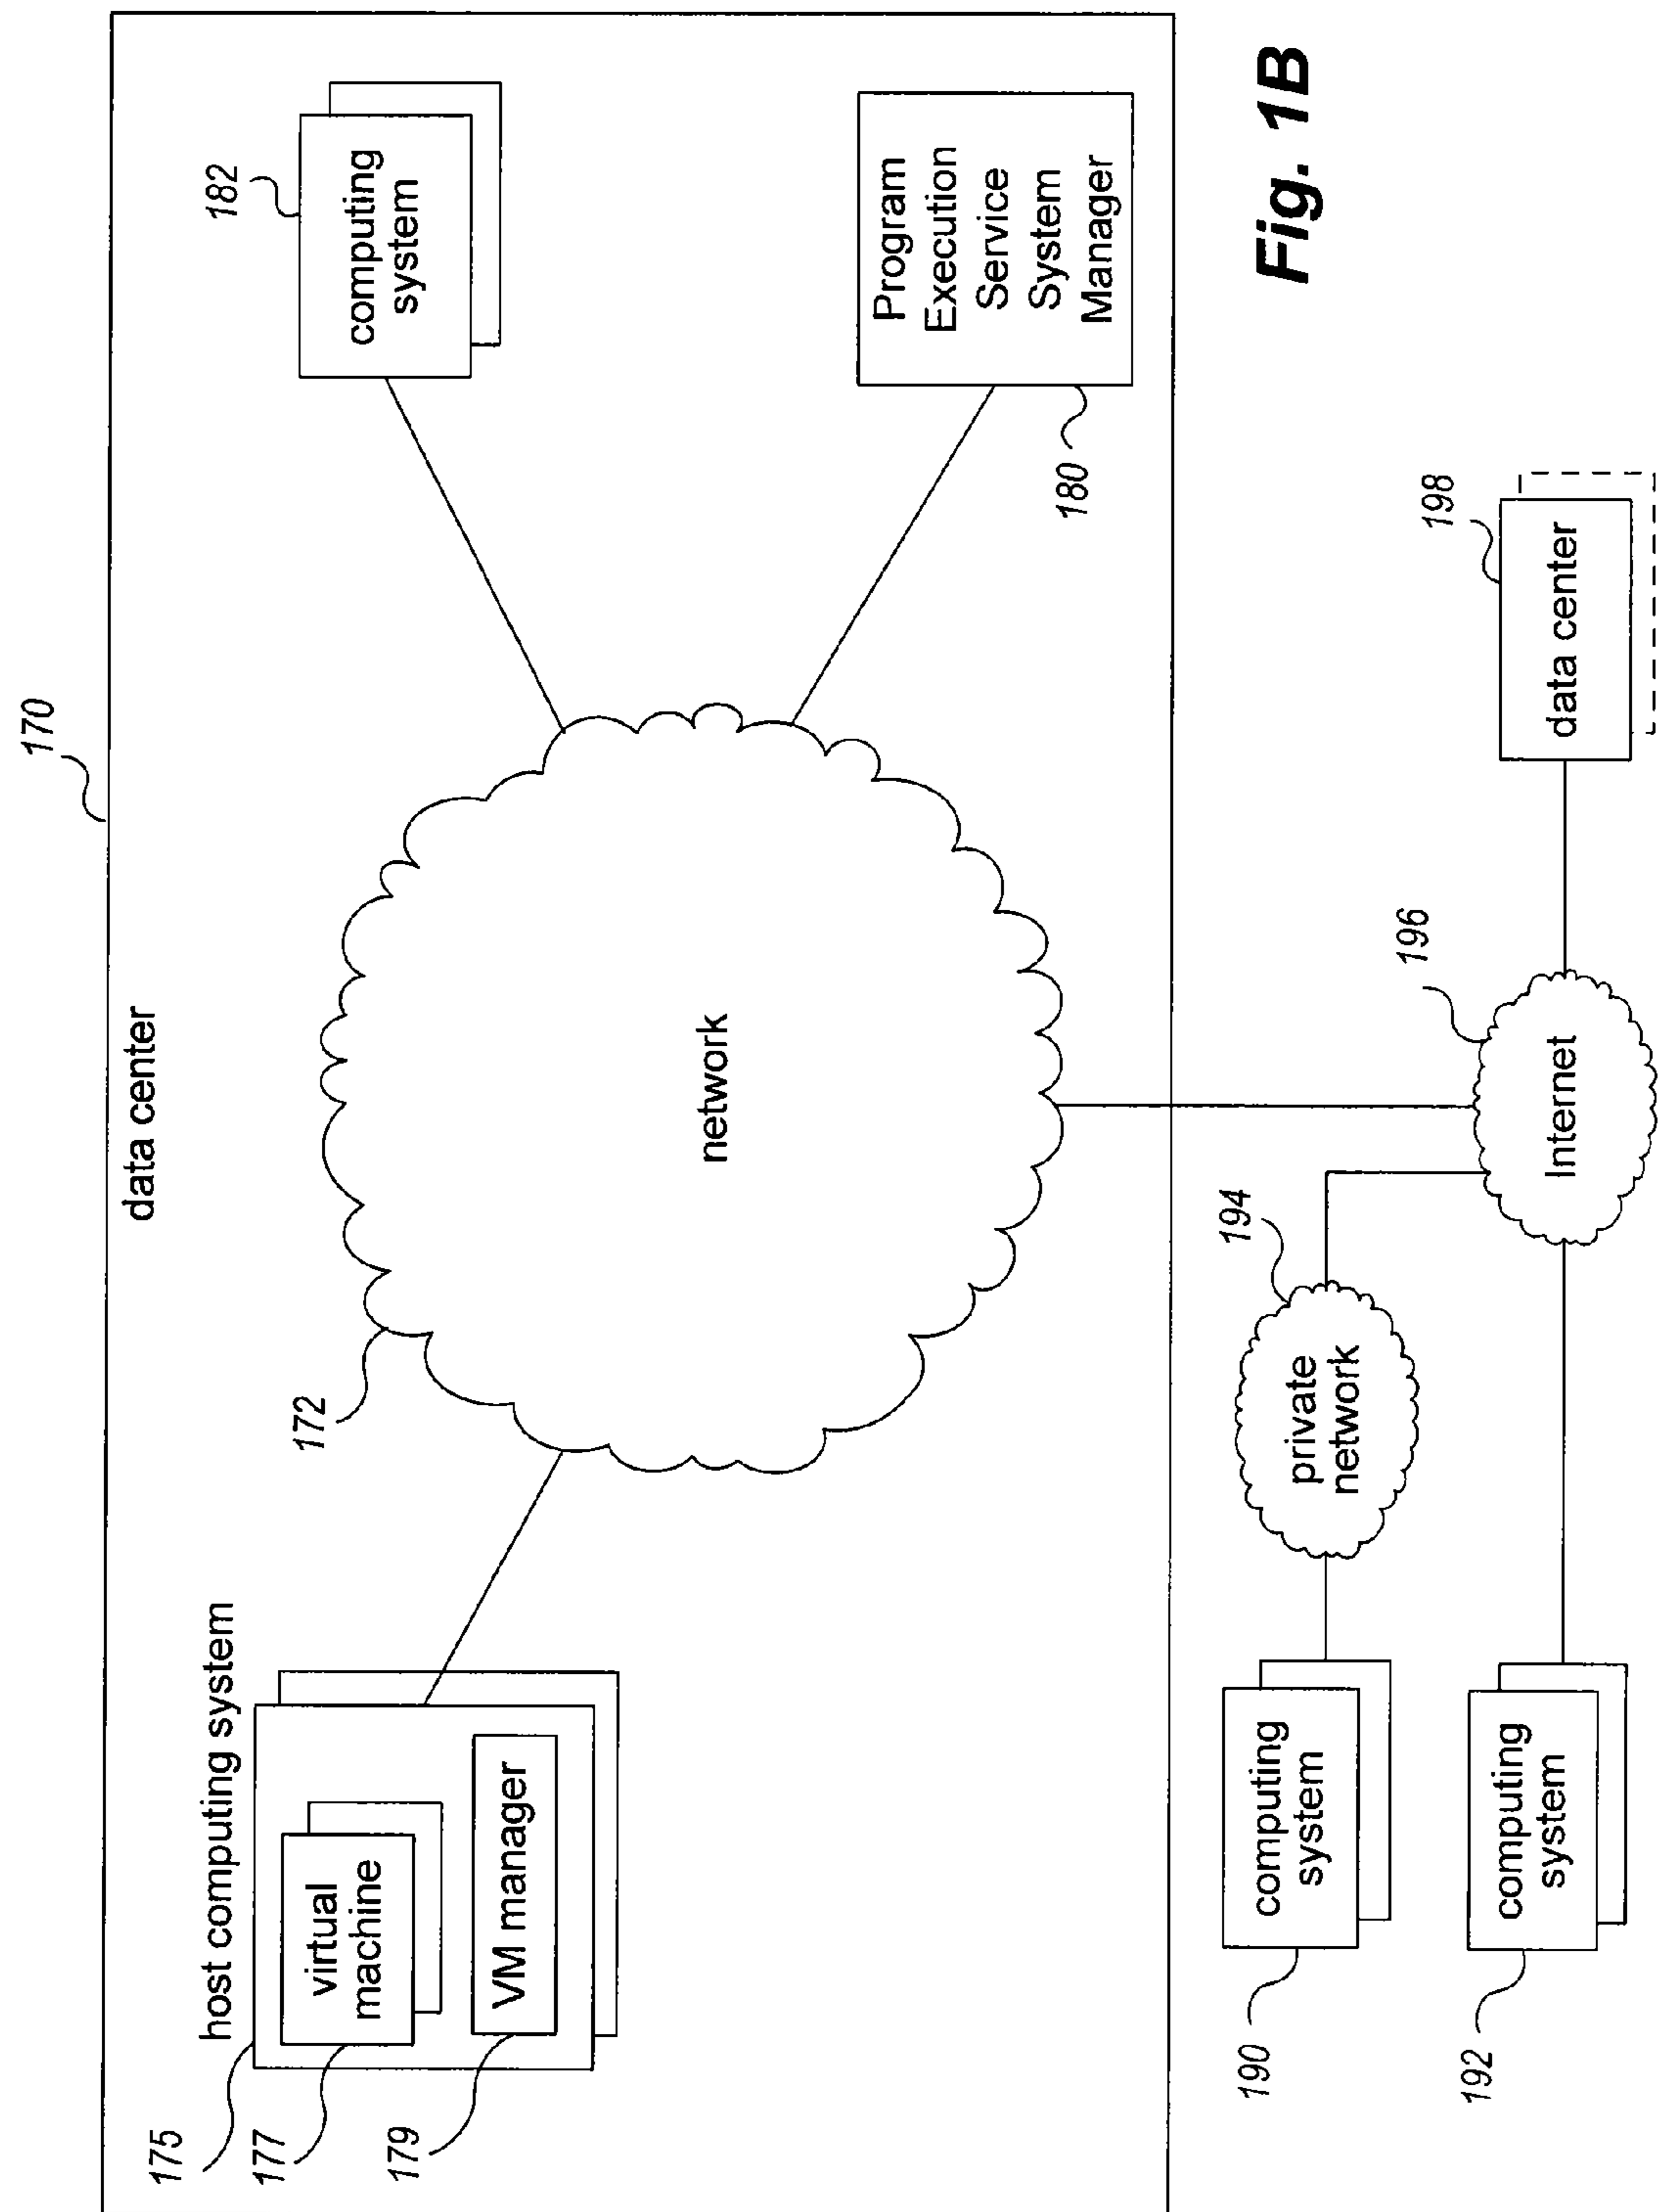 170
data center
host computing system
175
177
179
virtual
machine
VM manager
172
network
182
computing
system
Program
Execution
Service
System
Manager
180
190
computing
system
private
network
194
192
computing
system
Internet
196
data center
198
Fig. 1B